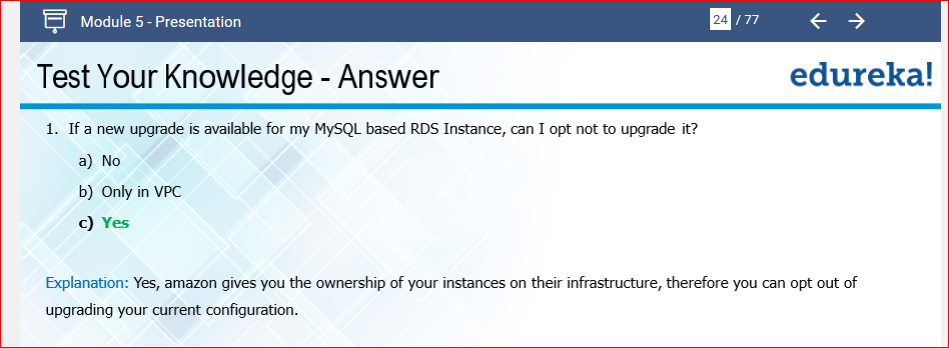 Module 5 - Presentation
24 / 77
Test Your Knowledge - Answer
edureka!
1. If a new upgrade is available for my MySQL based RDS Instance, can I opt not to upgrade it?
a) No
b) Only in VPC
c) Yes
Explanation: Yes, amazon gives you the ownership of your instances on their infrastructure, therefore you can opt out of
upgrading your current configuration.